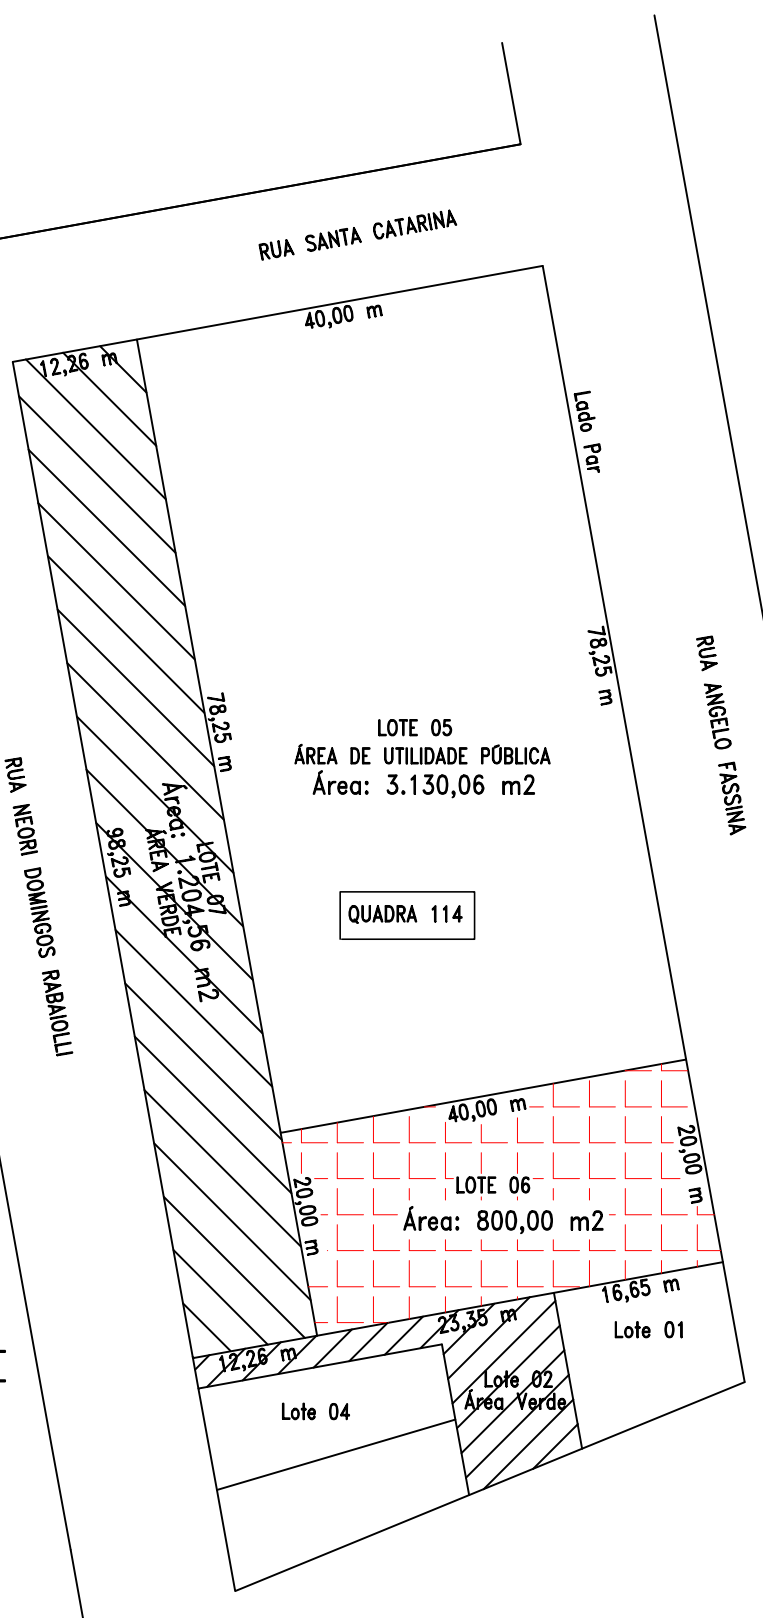 RUA SANTA CATARINA
40,00 m
12,26 m
Lado Par
78,25 m
RUA ANGELO FASSINA
78,25 m
LOTE 05
ÁREA DE UTILIDADE PÚBLICA
Área: 3.130,06 m2
QUADRA 114
RUA NEORI DOMINGOS RABAIOLLI
98,25 m
LOTE 07
ÁREA VERDE
Área: 1.204,56 m2
40,00 m
20,00 m
20,00 m
LOTE 06
Área: 800,00 m2
16,65 m
23,35 m
12,26 m
Lote 01
Lote 02
Área Verde
Lote 04